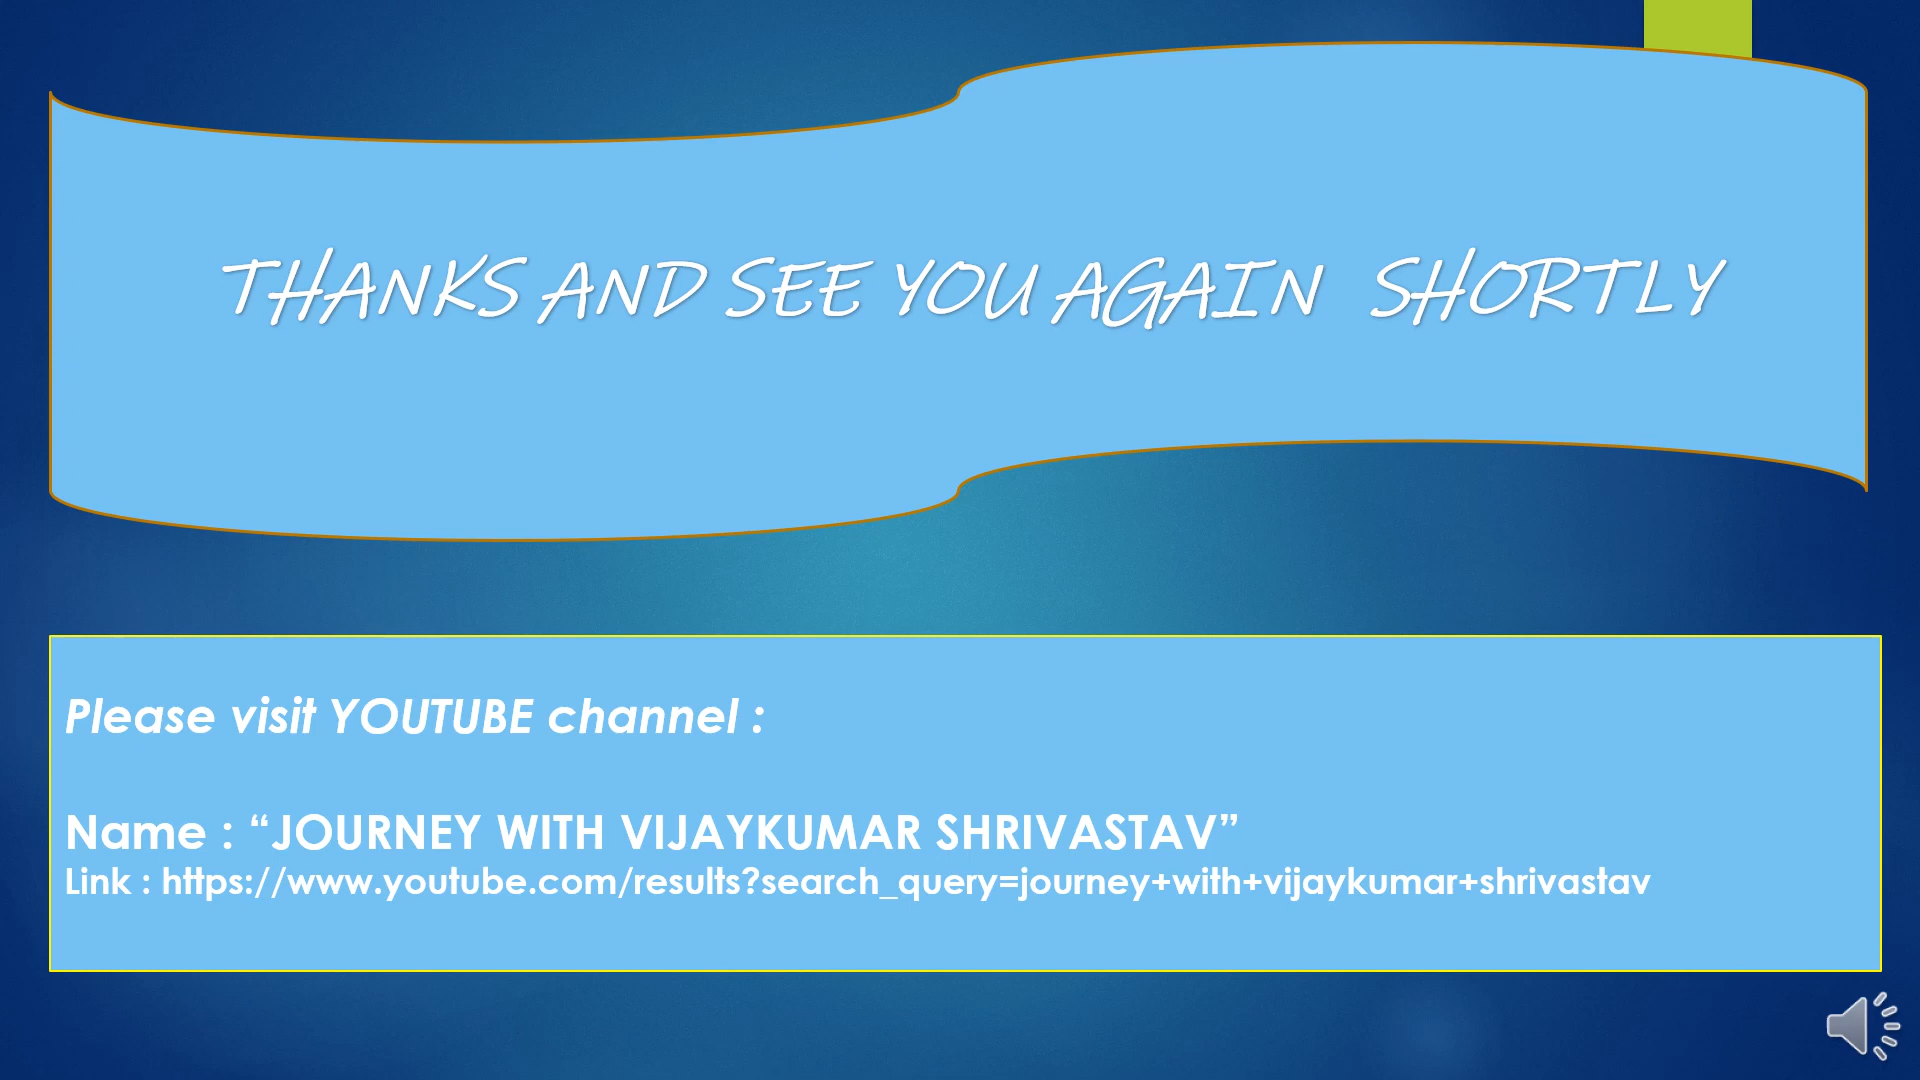 THANKS AND SEE YOU AGAIN SHORTLY
Please visit YOUTUBE channel :
Name : “JOURNEY WITH VIJAYKUMAR SHRIVASTAV”
Link : https://www.youtube.com/results?search_query=journey+with+vijaykumar+shrivastav